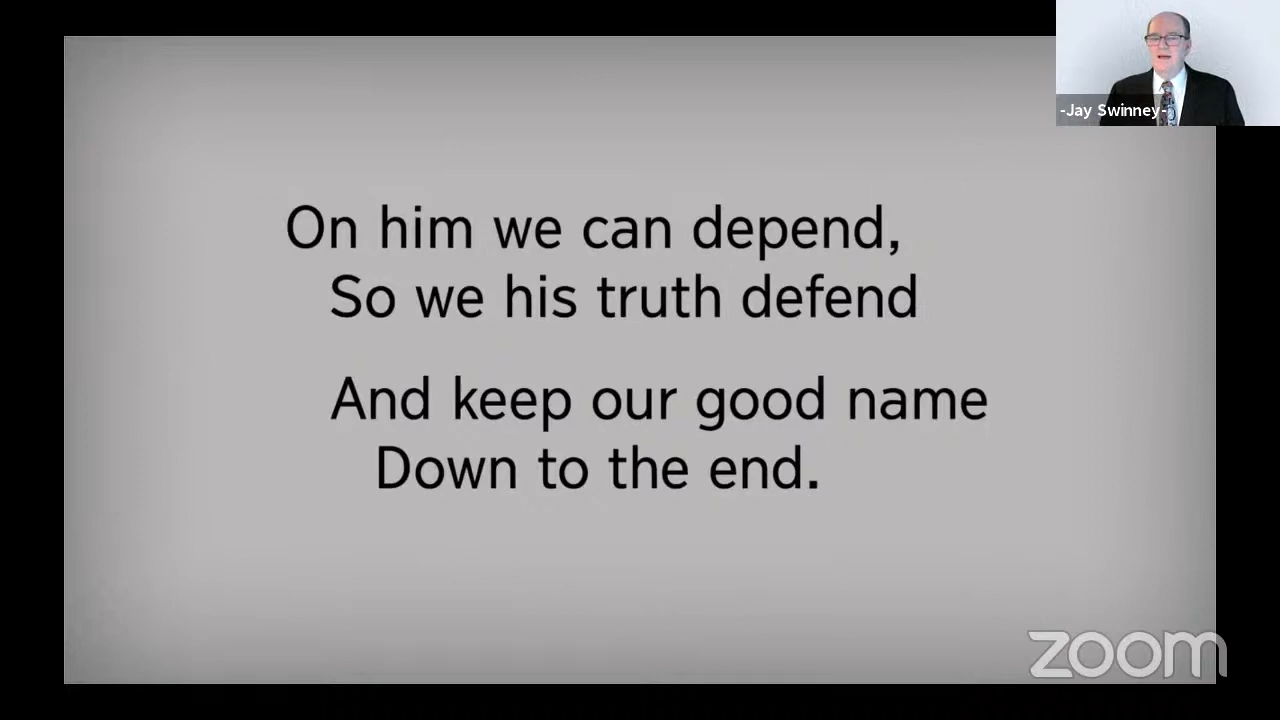 -Jay Swinney-
On him we can depend,
So we his truth defend
And keep our good name
Down to the end.
zoom